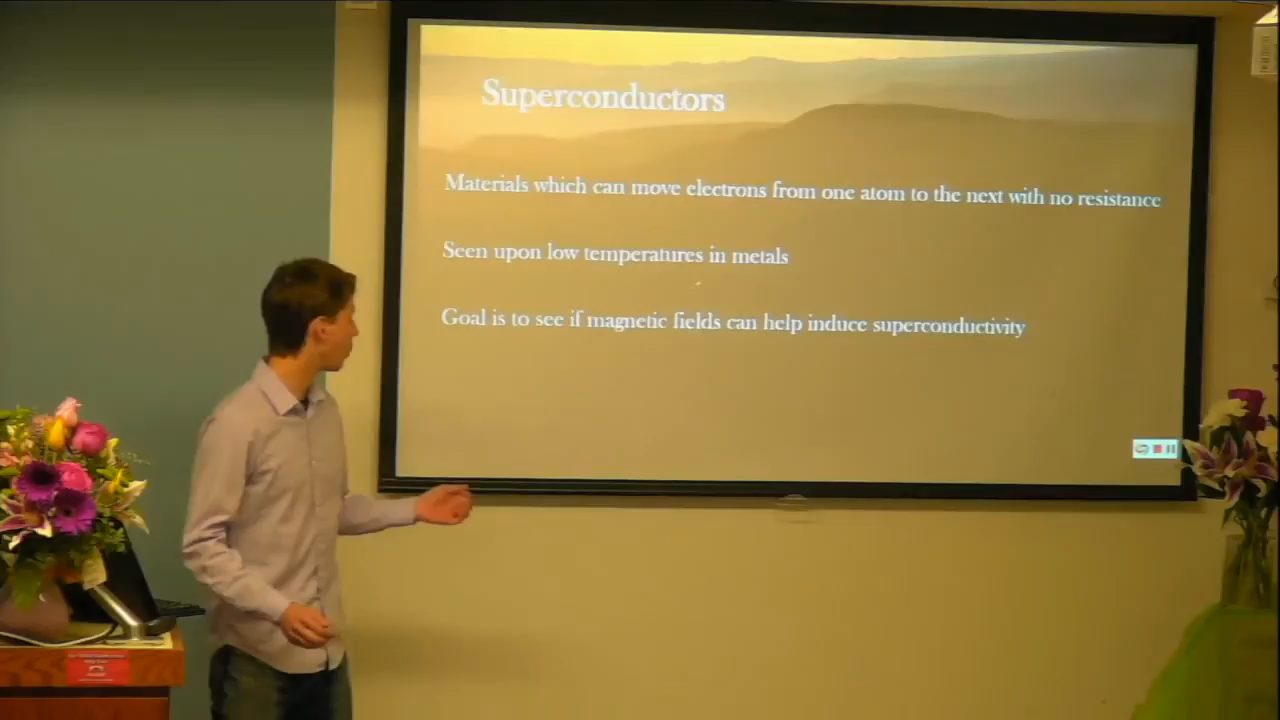 Superconductors
Materials which can move electrons from one atom to the next with no resistance
Seen upon low temperatures in metals
Goal is to see if magnetic fields can help induce superconductivity